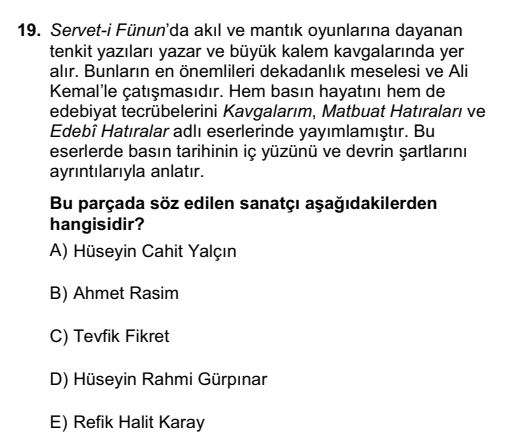 19. Servet-i Fünun'da akıl ve mantık oyunlarına dayanan
tenkit yazıları yazar ve büyük kalem kavgalarında yer
alır. Bunların en önemlileri dekadanlık meselesi ve Ali
Kemal'le çatışmasıdır. Hem basın hayatını hem de
edebiyat tecrübelerini Kavgalarım, Matbuat Hatıraları ve
Edebî Hatıralar adlı eserlerinde yayımlamıştır. Bu
eserlerde basın tarihinin iç yüzünü ve devrin şartlarını
ayrıntılarıyla anlatır.
Bu parçada söz edilen sanatçı aşağıdakilerden
hangisidir?
A) Hüseyin Cahit Yalçın
B) Ahmet Rasim
C) Tevfik Fikret
D) Hüseyin Rahmi Gürpınar
E) Refik Halit Karay